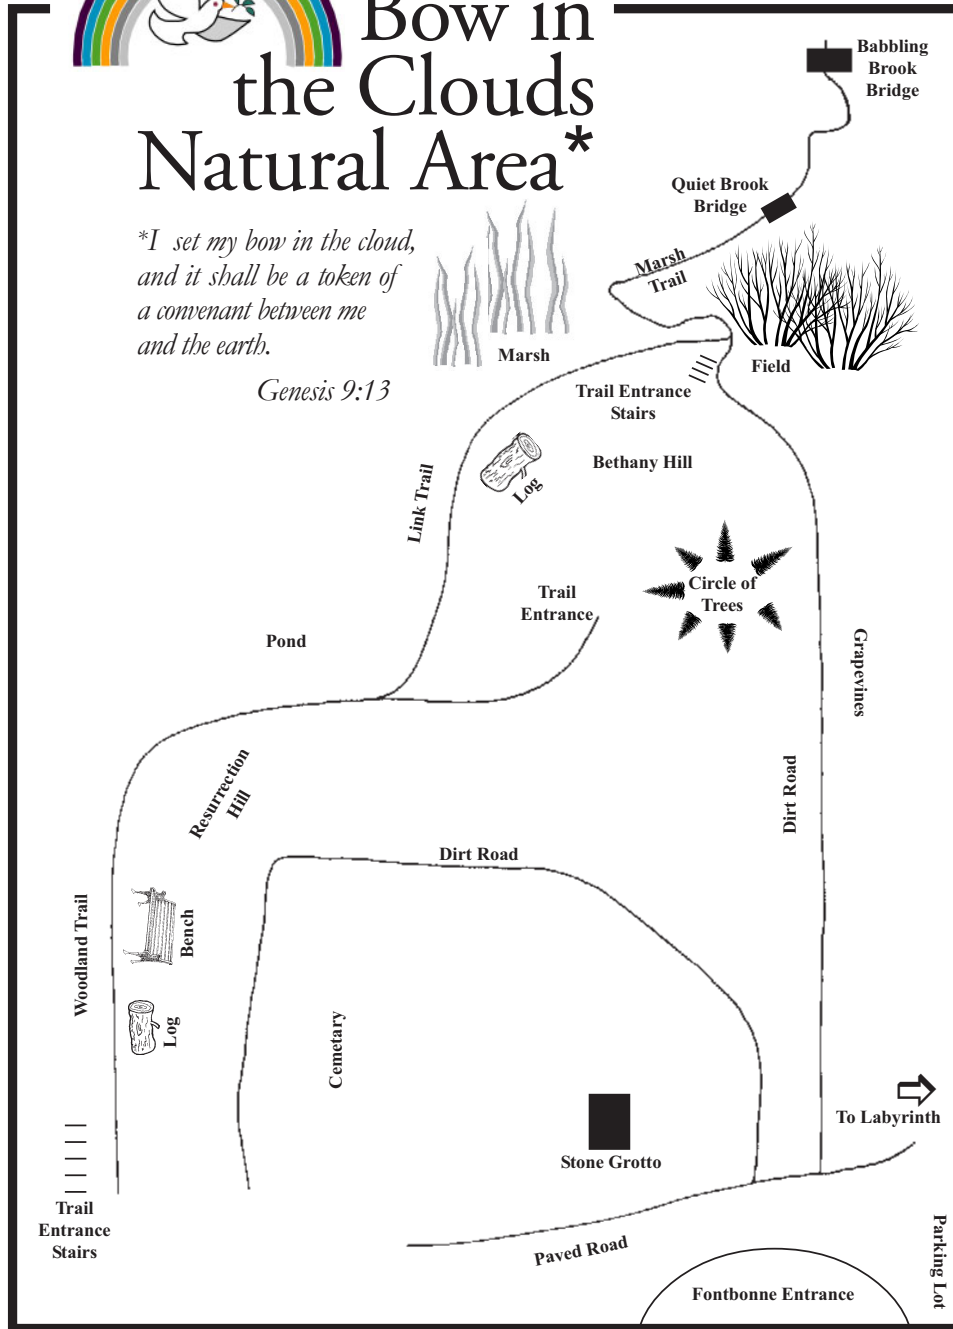 Bow in
the Clouds
Natural Area*
*I set my bow in the cloud,
and it shall be a token of
a convenant between me
and the earth.
Genesis 9:13
Babbling
Brook
Bridge
Quiet Brook
Bridge
Marsh
Trail
Marsh
Field
Trail Entrance
Stairs
Bethany Hill
Log
Link Trail
Circle of
Trees
Trail
Entrance
Pond
Grapevines
Resurrection
Hill
Dirt Road
Dirt Road
Woodland Trail
Bench
Log
Cemetary
To Labyrinth
Stone Grotto
Trail
Entrance
Stairs
Paved Road
Parking Lot
Fontbonne Entrance